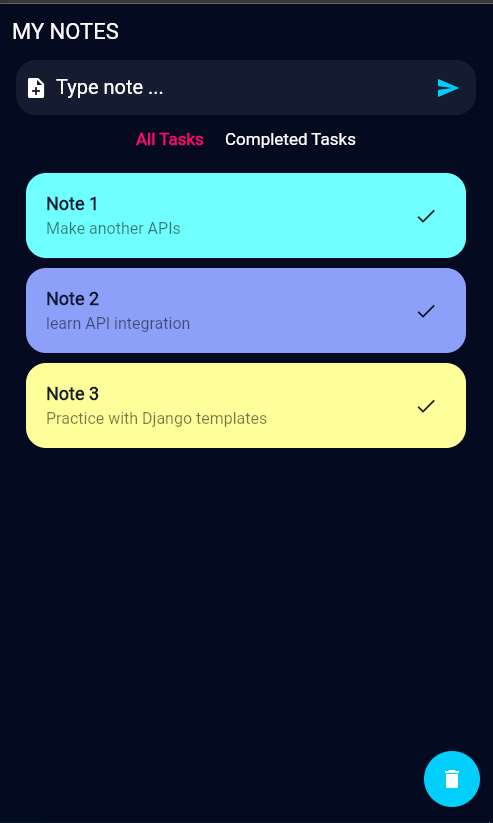 MY NOTES
Type note ...
All Tasks Completed Tasks
Note 1
Make another APIs
Note 2
learn API integration
Note 3
Practice with Django templates